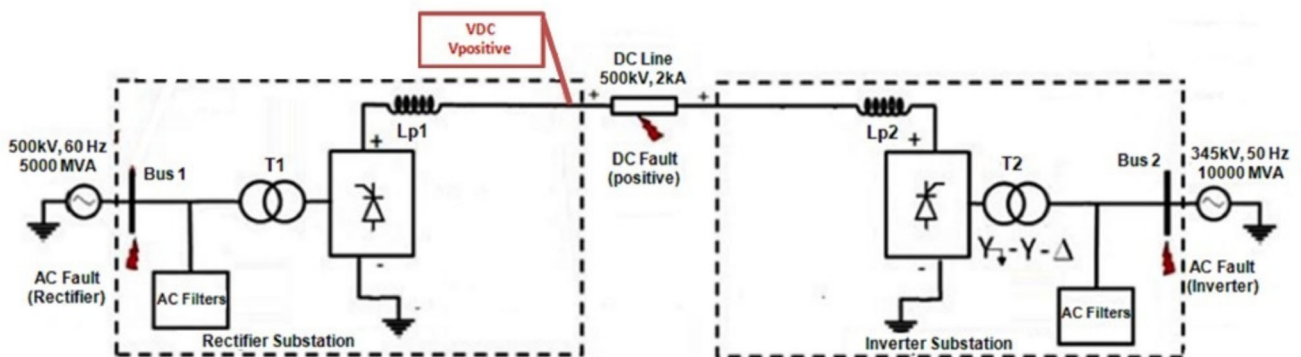 VDC
Vpositive
DC Line
500kV, 2kA
+
+
Lp1
Lp2
+
+
500kV, 60 Hz
5000 MVA
Bus 1
T1
DC Fault
(positive)
T2
Bus 2
345kV, 50 Hz
10000 MVA
Y-Y-Δ
AC Fault
(Rectifier)
AC Filters
-
-
AC Filters
AC Fault
(Inverter)
Rectifier Substation
Inverter Substation